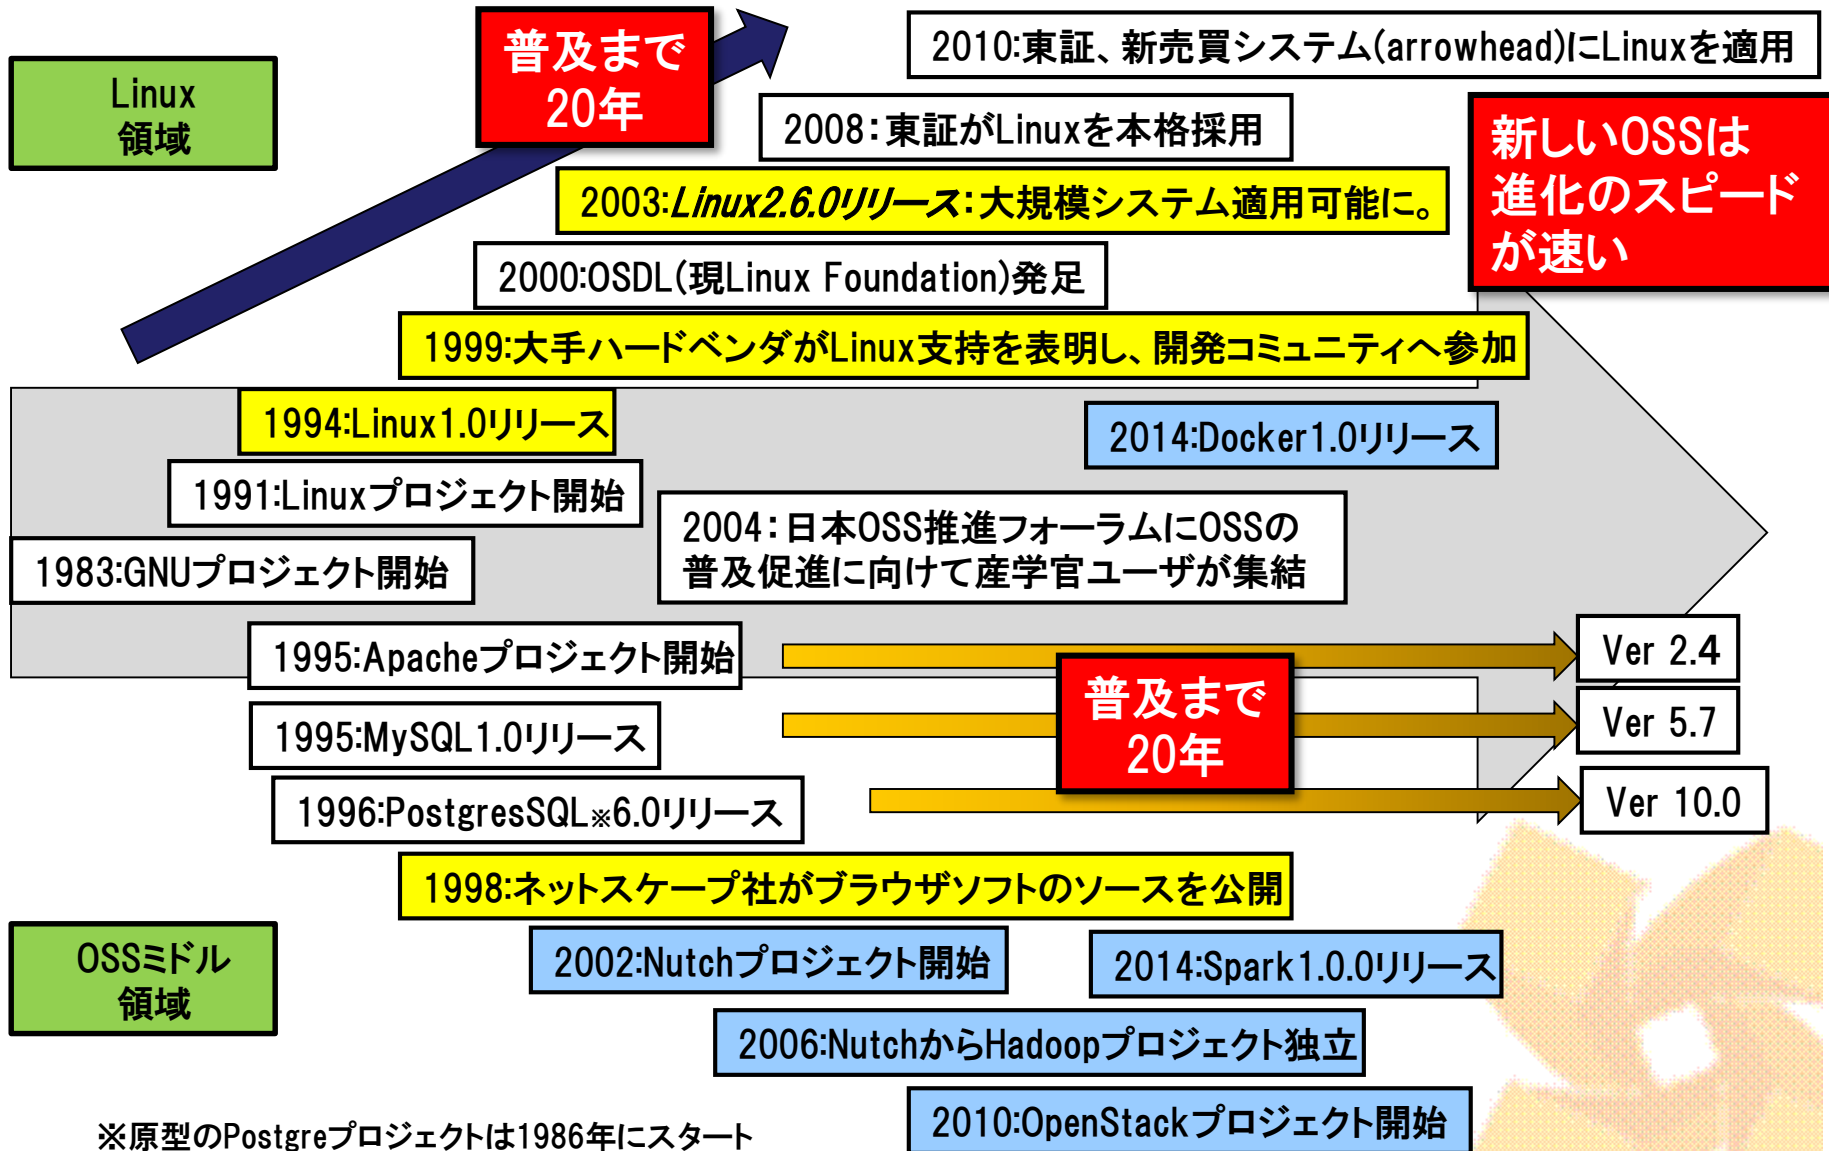 普及まで
20年
2010:東証、新売買システム(arrowhead)にLinuxを適用
Linux
領域
2008：東証がLinuxを本格採用
新しいOSSは
進化のスピード
が速い
2003:Linux2.6.0リリース：大規模システム適用可能に。
2000:OSDL(現Linux Foundation)発足
1999:大手ハードベンダがLinux支持を表明し、開発コミュニティへ参加
1994:Linux1.0リリース
2014:Docker1.0リリース
1991:Linuxプロジェクト開始
2004：日本OSS推進フォーラムにOSSの
普及促進に向けて産学官ユーザが集結
1983:GNUプロジェクト開始
1995:Apacheプロジェクト開始
Ver 2.4
普及まで
20年
1995:MySQL1.0リリース
Ver 5.7
1996:PostgresSQL※6.0リリース
Ver 10.0
1998:ネットスケープ社がブラウザソフトのソースを公開
OSSミドル
領域
2002:Nutchプロジェクト開始
2014:Spark1.0.0リリース
2006:NutchからHadoopプロジェクト独立
2010:OpenStackプロジェクト開始
※原型のPostgreプロジェクトは1986年にスタート